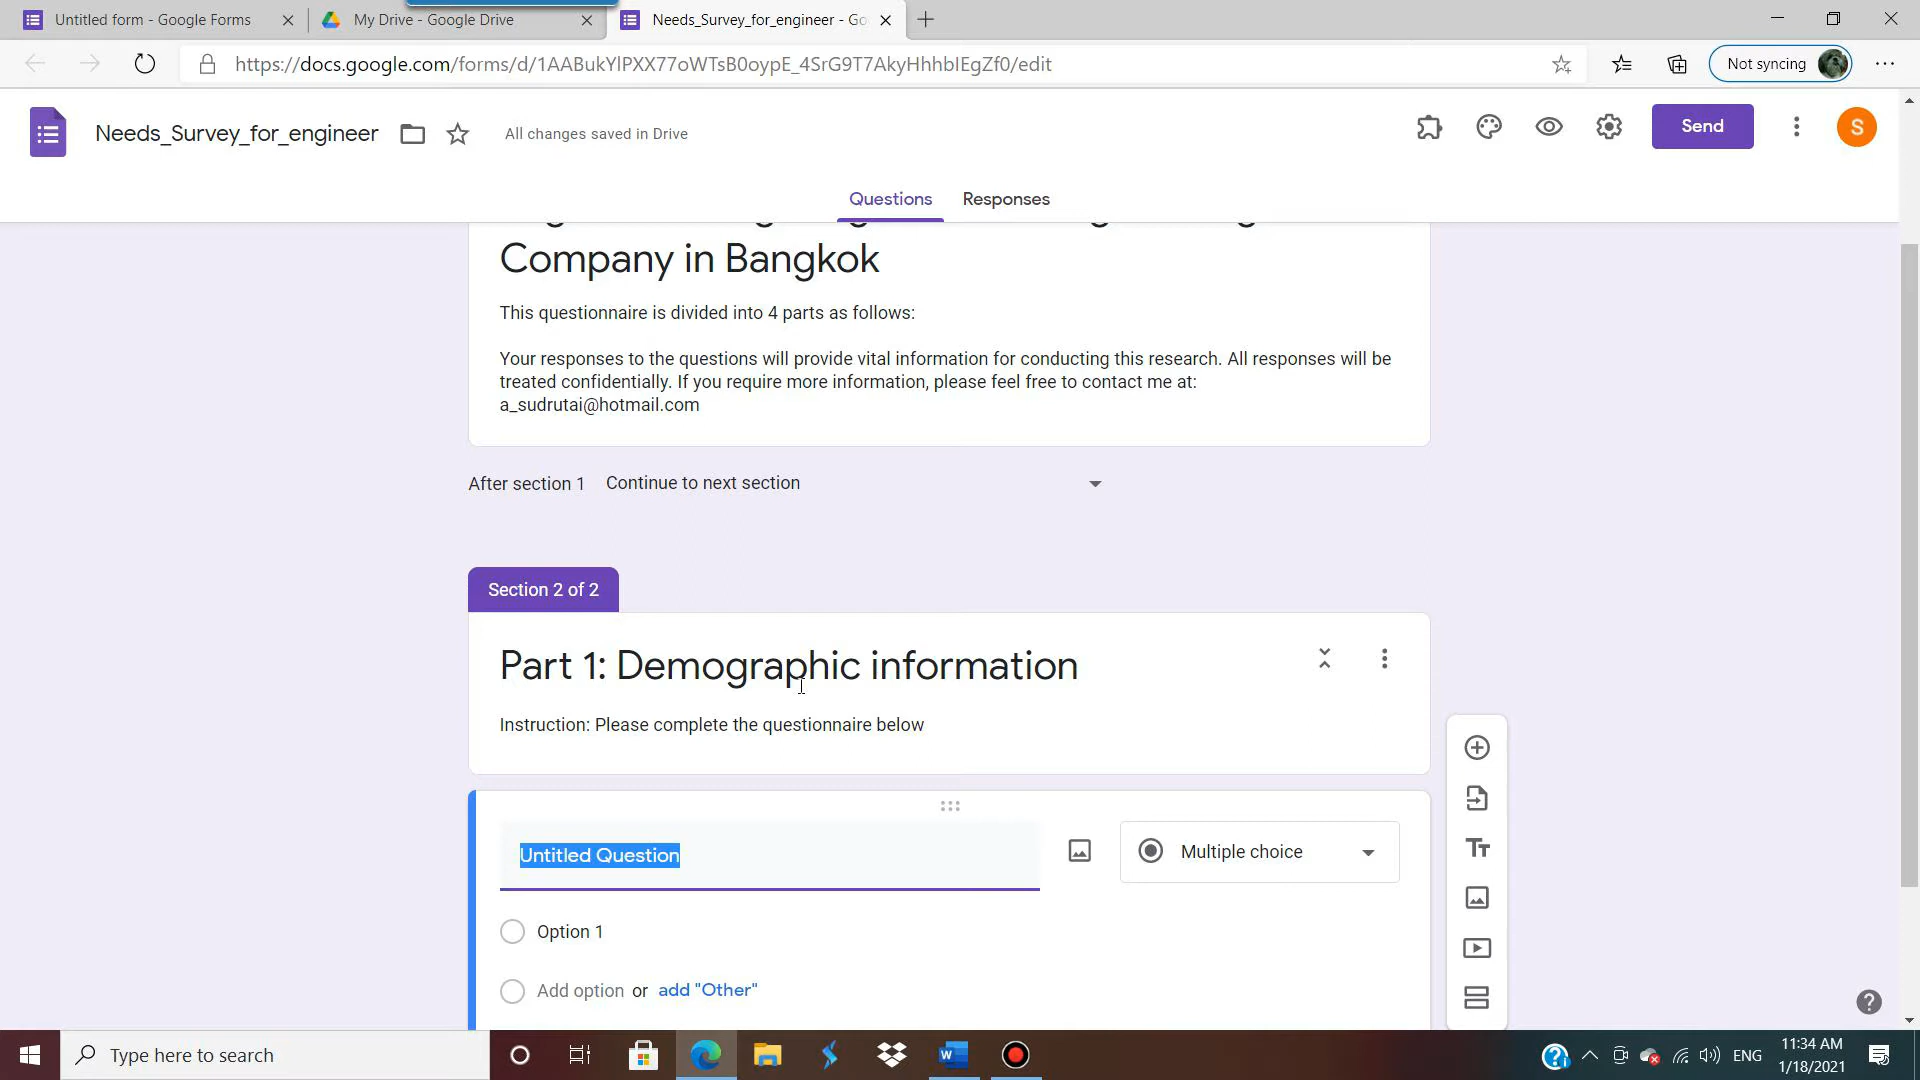 Untitled form - Google Forms
My Drive - Google Drive
Needs_Survey_for_engineer - Go
https://docs.google.com/forms/d/1AABukYlPXX77oWTsB0oypE_4SrG9T7AkyHhhbIEgZf0/edit
Not syncing
Needs_Survey_for_engineer
All changes saved in Drive
Send
S
Questions
Responses
Company in Bangkok
This questionnaire is divided into 4 parts as follows:
Your responses to the questions will provide vital information for conducting this research. All responses will be
treated confidentially. If you require more information, please feel free to contact me at:
a_sudrutai@hotmail.com
After section 1 Continue to next section
Section 2 of 2
Part 1: Demographic information
Instruction: Please complete the questionnaire below
Untitled Question
Multiple choice
Option 1
Add option or add "Other"
Type here to search
ENG
11:34 AM
1/18/2021